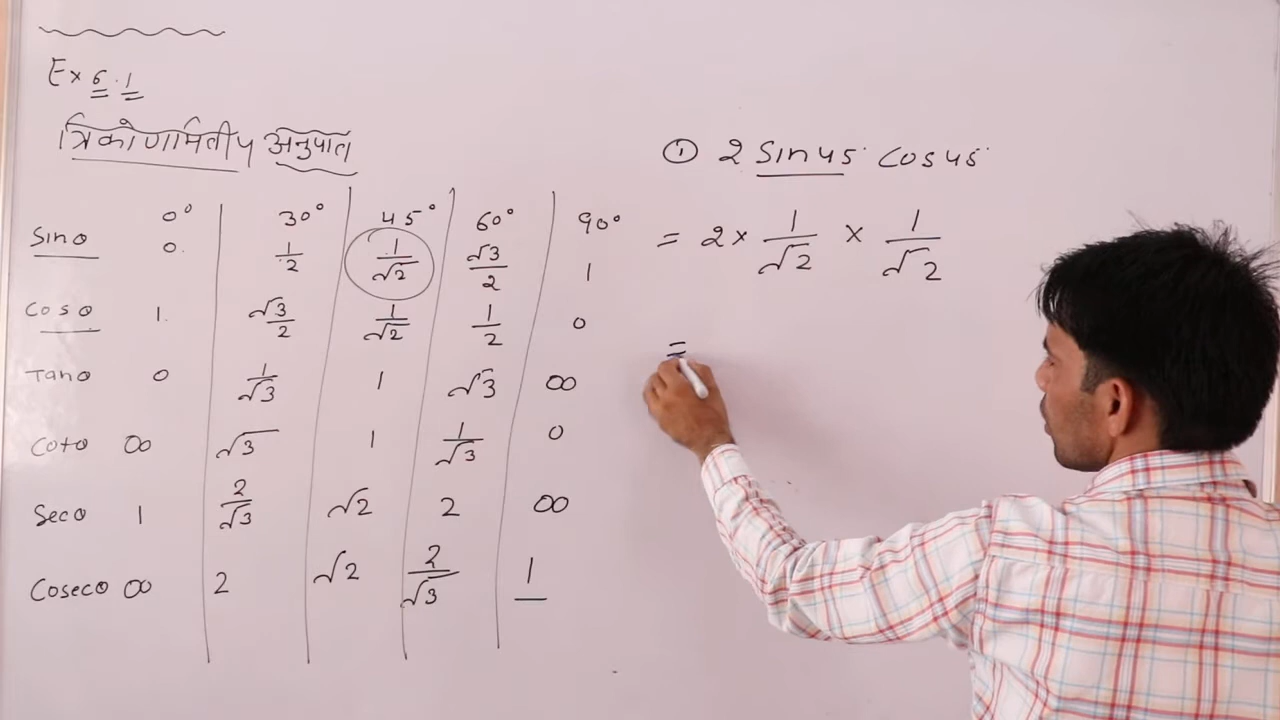 Ex 6.1
त्रिकोणमितीय अनुपात
0° 30° 45° 60° 90°
Sinθ 0 1/2 1/√2 √3/2 1
Cosθ 1 √3/2 1/√2 1/2 0
Tanθ 0 1/√3 1 √3 ∞
Cotθ ∞ √3 1 1/√3 0
Secθ 1 2/√3 √2 2 ∞
Cosecθ ∞ 2 √2 2/√3 1
① 2 Sin45° Cos45°
= 2 × 1/√2 × 1/√2
=